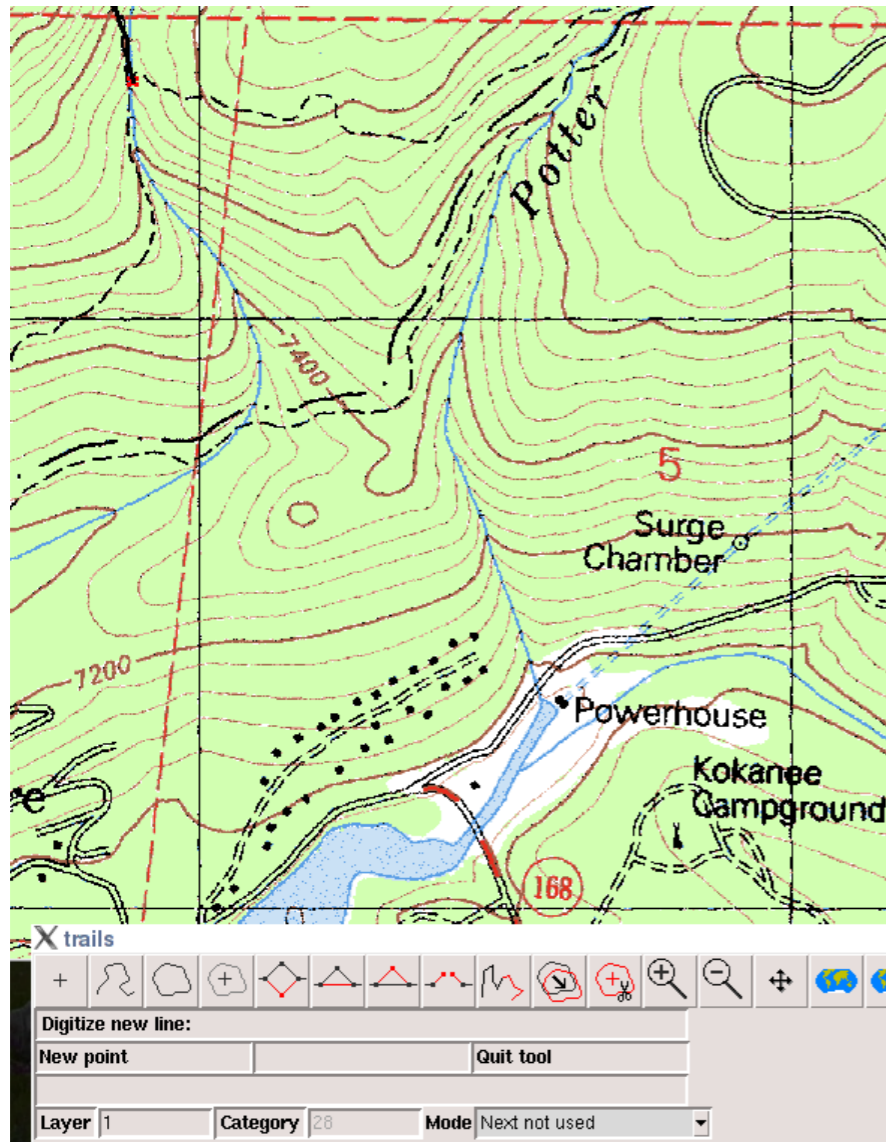 Potter
7400
5
Surge
Chamber
7200
Powerhouse
Kokanee
Campground
168
trails
Digitize new line:
New point Quit tool
Layer 1 Category 28 Mode Next not used